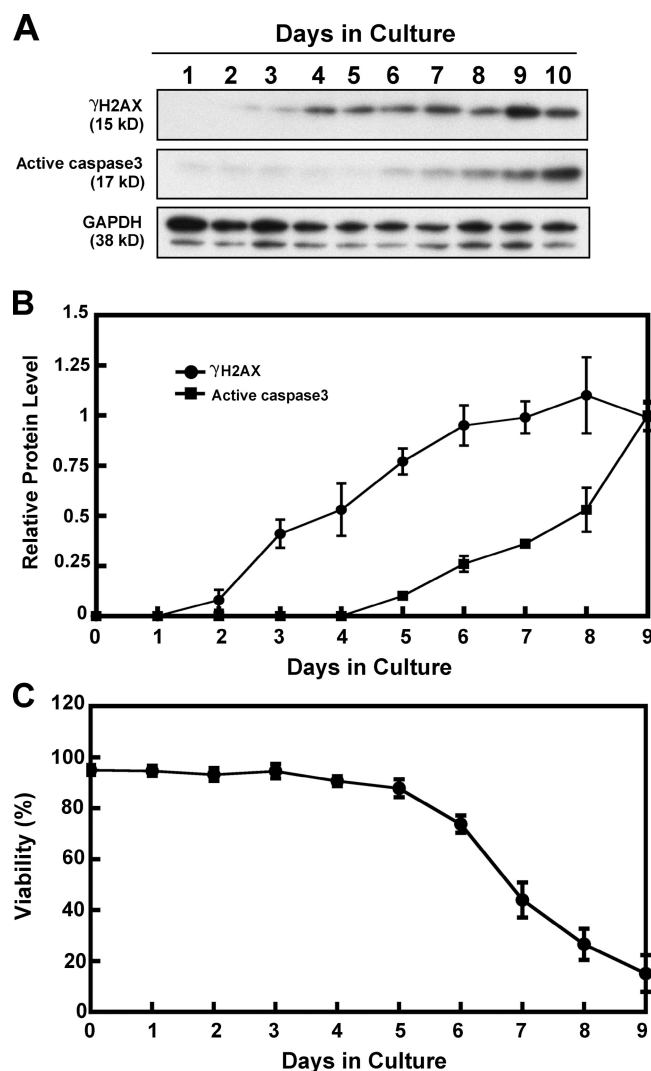 A
Days in Culture
1 2 3 4 5 6 7 8 9 10
γH2AX
(15 kD)
Active caspase3
(17 kD)
GAPDH
(38 kD)
B
1.5
1.25
1
0.75
0.5
0.25
0
Relative Protein Level
γH2AX
Active caspase3
0 1 2 3 4 5 6 7 8 9
Days in Culture
C
120
100
80
60
40
20
0
Viability (%)
0 1 2 3 4 5 6 7 8 9
Days in Culture